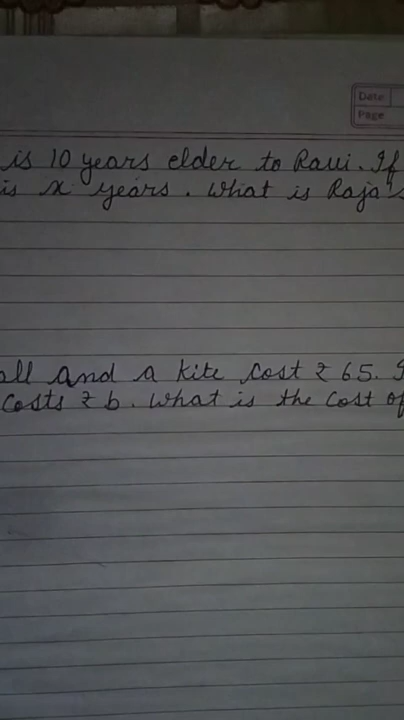 Date
Page
is 10 years elder to Ravi. If
is x years. What is Raja's
all and a kite cost ₹ 65.
costs ₹ b. What is the cost of